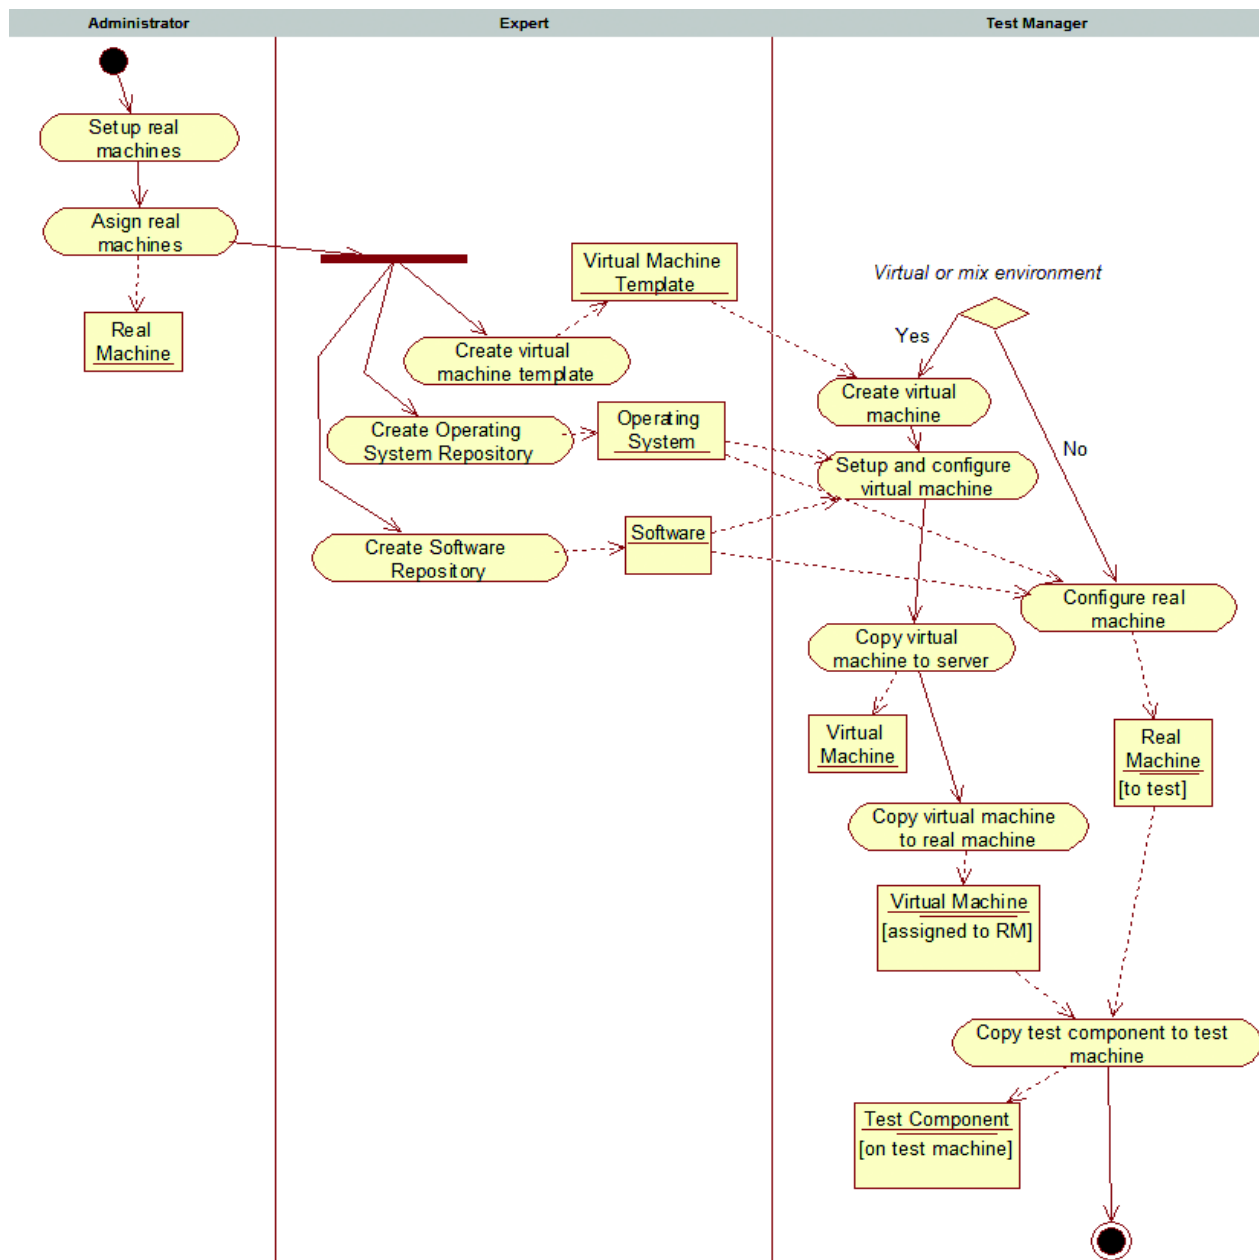 Administrator
Expert
Test Manager
Setup real
machines
Asign real
machines
Real
Machine
Virtual Machine
Template
Create virtual
machine template
Create Operating
System Repository
Operating
System
Create Software
Repository
Software
Virtual or mix environment
Yes
No
Create virtual
machine
Setup and configure
virtual machine
Configure real
machine
Copy virtual
machine to server
Virtual
Machine
Real
Machine
[to test]
Copy virtual machine
to real machine
Virtual Machine
[assigned to RM]
Copy test component to test
machine
Test Component
[on test machine]